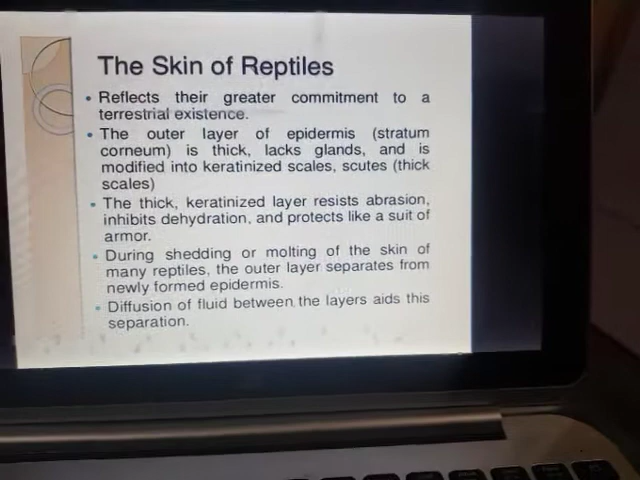 The Skin of Reptiles
• Reflects their greater commitment to a
terrestrial existence.
• The outer layer of epidermis (stratum
corneum) is thick, lacks glands, and is
modified into keratinized scales, scutes (thick
scales)
• The thick, keratinized layer resists abrasion,
inhibits dehydration, and protects like a suit of
armor.
• During shedding or molting of the skin of
many reptiles, the outer layer separates from
newly formed epidermis.
• Diffusion of fluid between the layers aids this
separation.